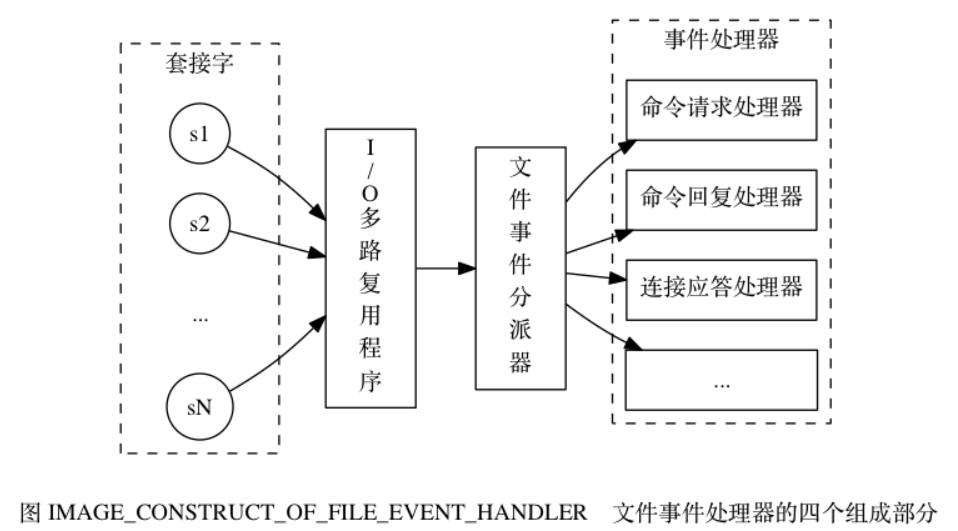 套接字
s1
s2
...
sN
I/O多路复用程序
文件事件分派器
事件处理器
命令请求处理器
命令回复处理器
连接应答处理器
...
图 IMAGE_CONSTRUCT_OF_FILE_EVENT_HANDLER 文件事件处理器的四个组成部分